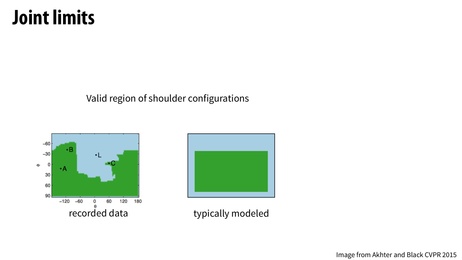 Joint limits
Valid region of shoulder configurations
-60
-30
0
30
60
90
B
A
L
C
-120 -60 0 60 120 180
recorded data
typically modeled
Image from Akhter and Black CVPR 2015